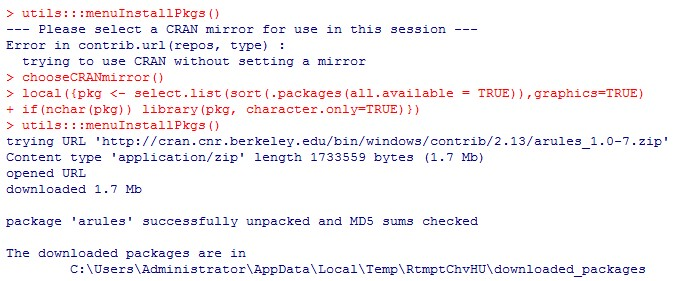 > utils:::menuInstallPkgs()
--- Please select a CRAN mirror for use in this session ---
Error in contrib.url(repos, type) :
  trying to use CRAN without setting a mirror
> chooseCRANmirror()
> local({pkg <- select.list(sort(.packages(all.available = TRUE)),graphics=TRUE)
+ if(nchar(pkg)) library(pkg, character.only=TRUE)})
> utils:::menuInstallPkgs()
trying URL 'http://cran.cnr.berkeley.edu/bin/windows/contrib/2.13/arules_1.0-7.zip'
Content type 'application/zip' length 1733559 bytes (1.7 Mb)
opened URL
downloaded 1.7 Mb

package 'arules' successfully unpacked and MD5 sums checked

The downloaded packages are in
        C:\Users\Administrator\AppData\Local\Temp\RtmptChvHU\downloaded_packages